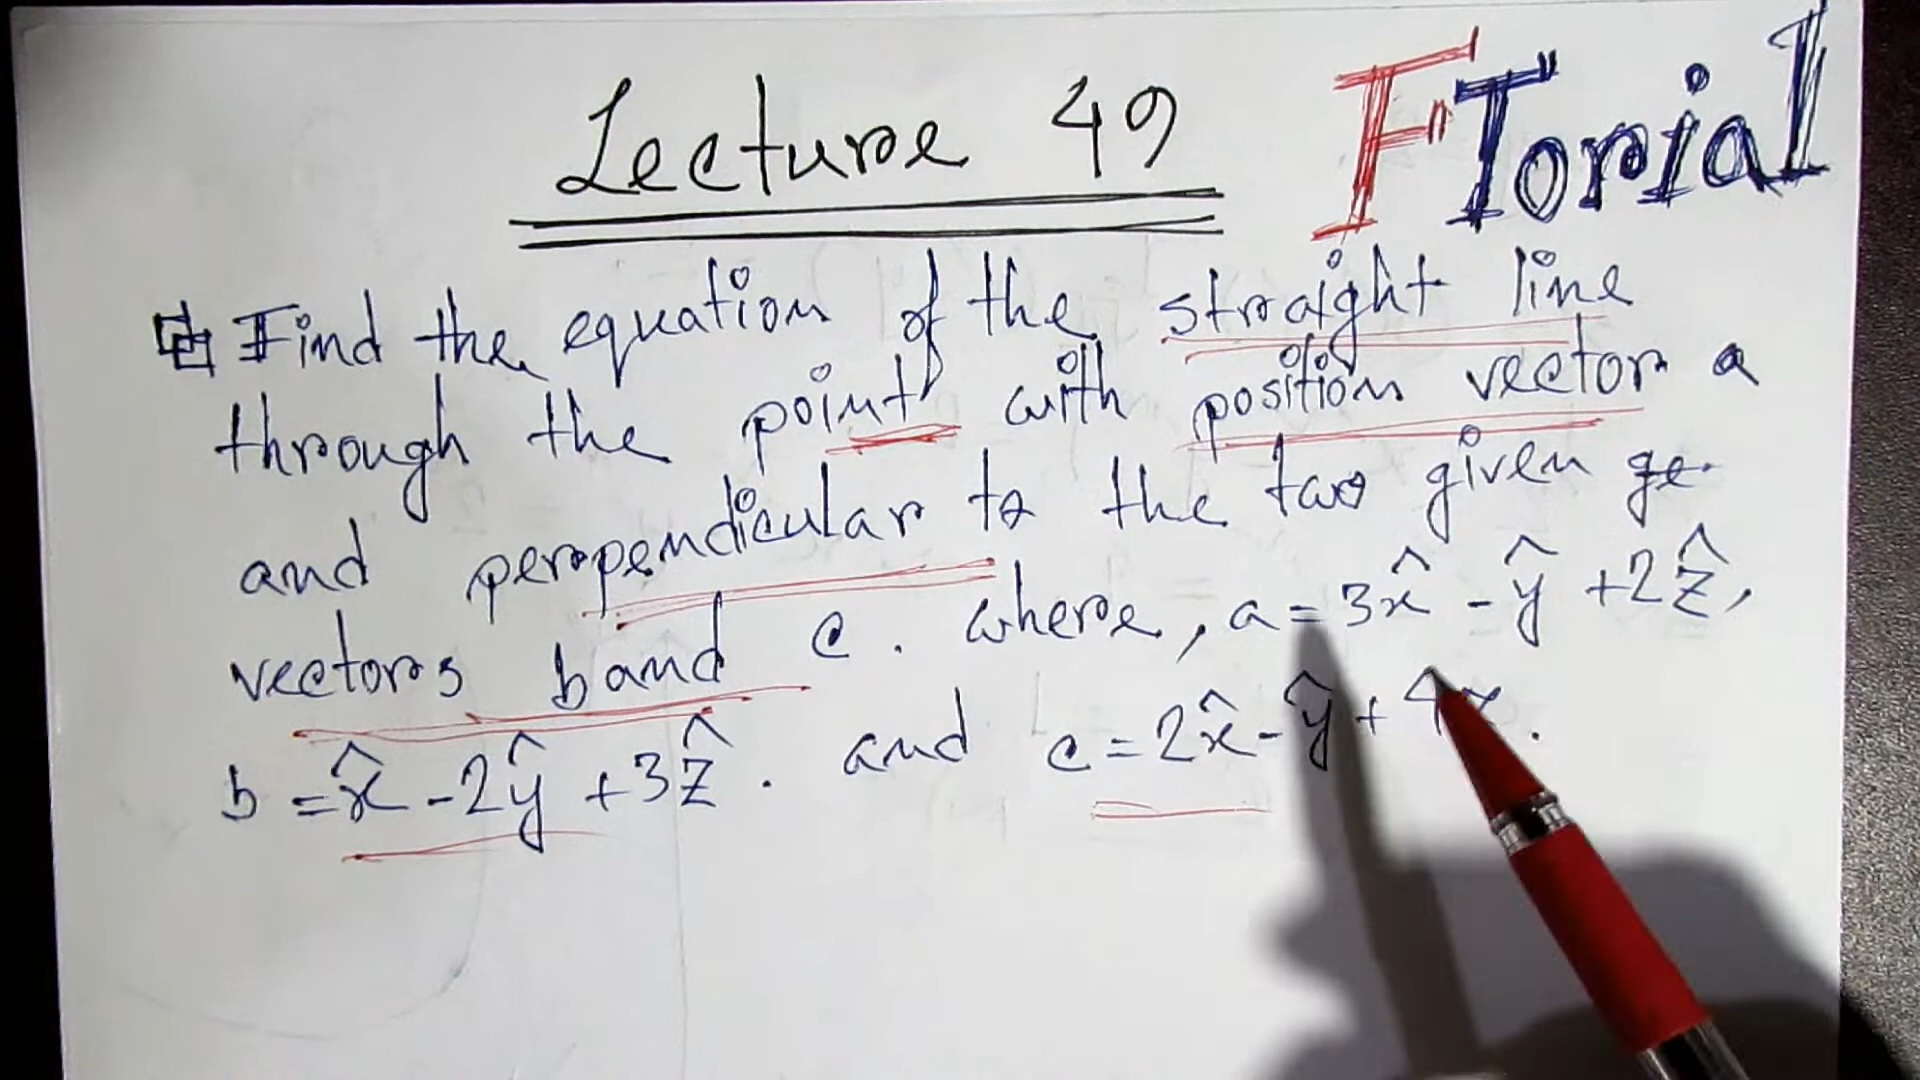 Lecture 49
FTorial
Find the equation of the straight line
through the point with position vector a
and perpendicular to the two given
vectors b and c. where, a = 3x̂ - ŷ + 2ẑ,
b = x̂ - 2ŷ + 3ẑ. and c = 2x̂ - ŷ +